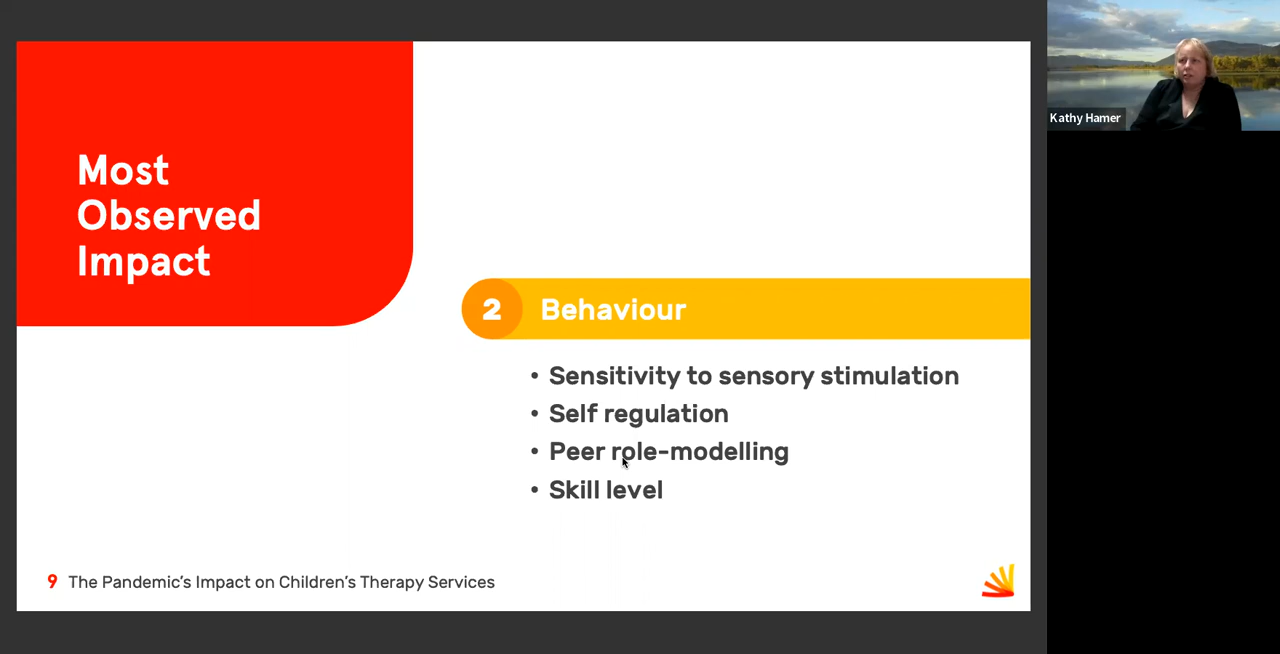 Most
Observed
Impact
2 Behaviour
• Sensitivity to sensory stimulation
• Self regulation
• Peer role-modelling
• Skill level
9 The Pandemic's Impact on Children's Therapy Services
Kathy Hamer